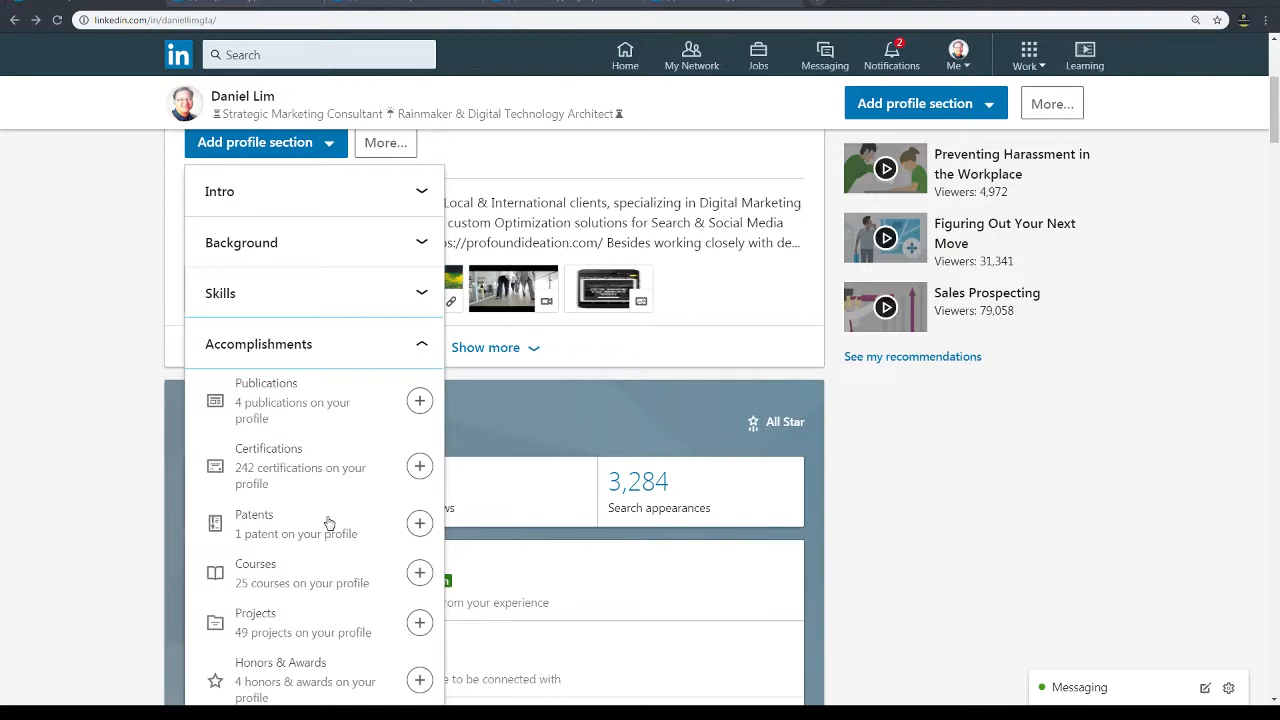 linkedin.com/in/daniellimgta/
in
Search
Home
My Network
Jobs
Messaging
2
Notifications
Me
Work
Learning
Daniel Lim
Strategic Marketing Consultant
Rainmaker & Digital Technology Architect
Add profile section
More...
Add profile section
More...
Intro
Background
Skills
Accomplishments
Publications
4 publications on your
profile
Certifications
242 certifications on your
profile
Patents
1 patent on your profile
Courses
25 courses on your profile
Projects
49 projects on your profile
Honors & Awards
4 honors & awards on your
profile
Local & International clients, specializing in Digital Marketing
custom Optimization solutions for Search & Social Media
s://profoundideation.com/ Besides working closely with de...
Show more
All Star
ws
3,284
Search appearances
rom your experience
e to be connected with
Preventing Harassment in
the Workplace
Viewers: 4,972
Figuring Out Your Next
Move
Viewers: 31,341
Sales Prospecting
Viewers: 79,058
See my recommendations
Messaging